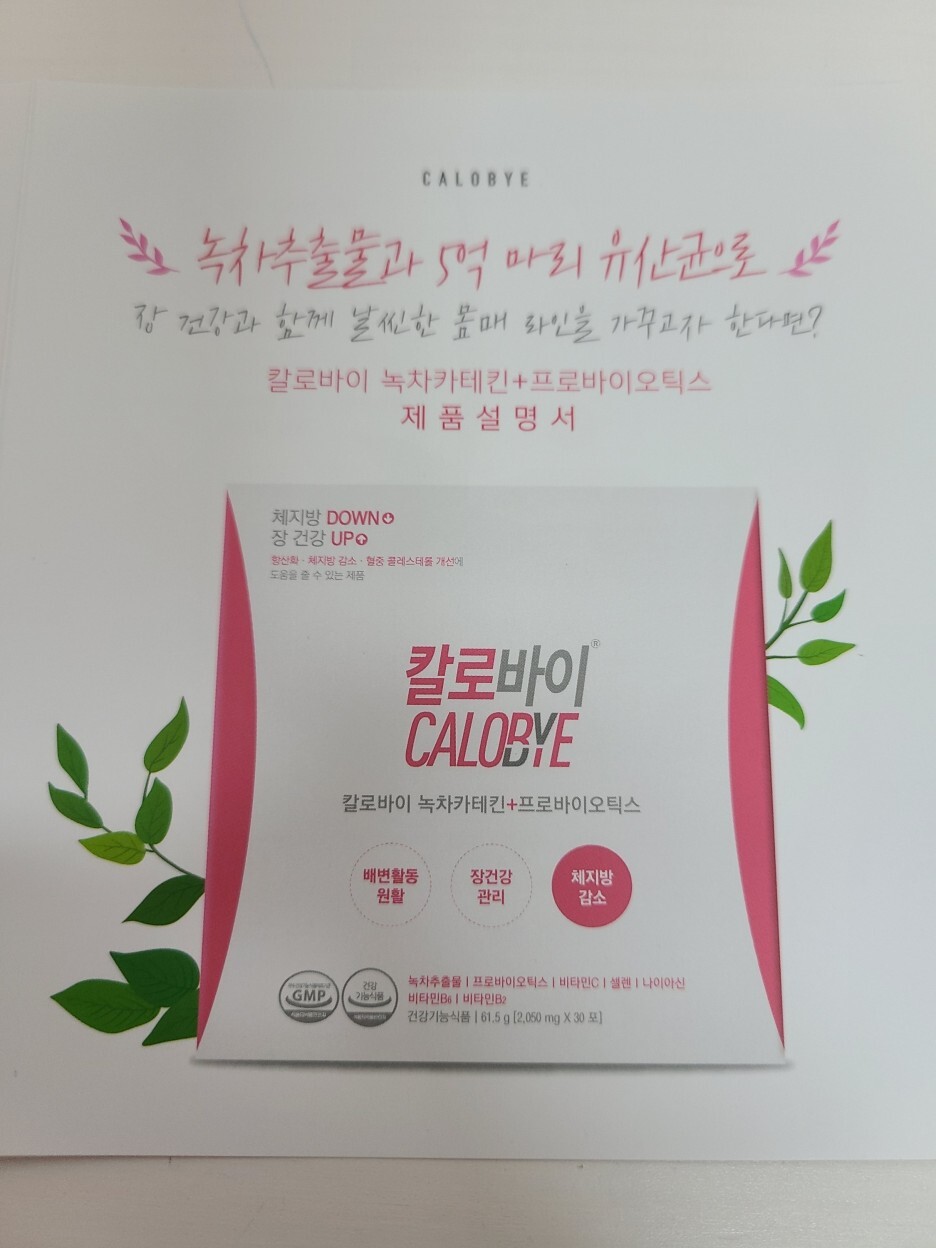 CALOBYE
녹차추출물과 5억 마리 유산균으로
장 건강과 함께 날씬한 몸매 라인을 가꾸고자 한다면?
칼로바이 녹차카테킨+프로바이오틱스
제품설명서
체지방 DOWN
장 건강 UP
항산화 · 체지방 감소 · 혈중 콜레스테롤 개선에
도움을 줄 수 있는 제품
칼로바이®
CALOBYE
칼로바이 녹차카테킨+프로바이오틱스
배변활동
원활
장건강
관리
체지방
감소
GMP
건강
기능식품
녹차추출물 | 프로바이오틱스 | 비타민C | 셀렌 | 나이아신
비타민B6 | 비타민B2
건강기능식품 | 61.5 g [2,050 mg X 30 포]